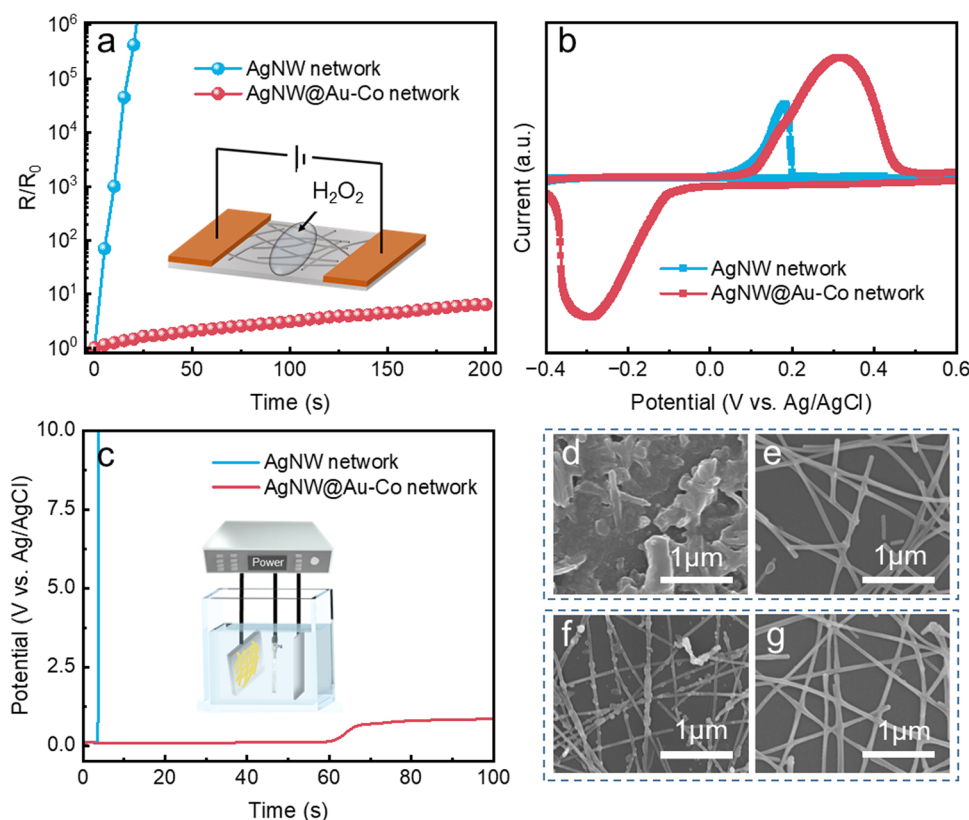 a
10⁶
10⁵
10⁴
10³
10²
10¹
10⁰
R/R₀
AgNW network
AgNW@Au-Co network
H₂O₂
0 50 100 150 200
Time (s)
b
Current (a.u.)
AgNW network
AgNW@Au-Co network
−0.4 −0.2 0.0 0.2 0.4 0.6
Potential (V vs. Ag/AgCl)
c
10.0
7.5
5.0
2.5
0.0
Potential (V vs. Ag/AgCl)
AgNW network
AgNW@Au-Co network
Power
0 20 40 60 80 100
Time (s)
d
1μm
e
1μm
f
1μm
g
1μm